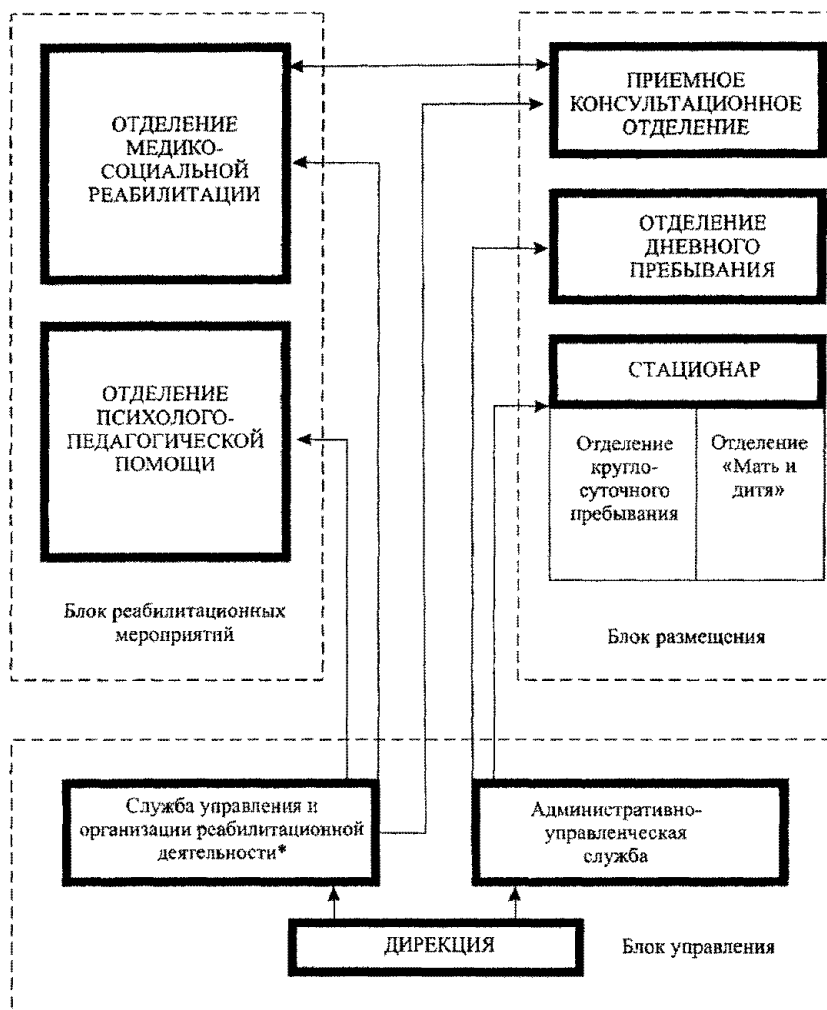 ОТДЕЛЕНИЕ
МЕДИКО-
СОЦИАЛЬНОЙ
РЕАБИЛИТАЦИИ
ОТДЕЛЕНИЕ
ПСИХОЛОГО-
ПЕДАГОГИЧЕСКОЙ
ПОМОЩИ
Блок реабилитационных
мероприятий
ПРИЕМНОЕ
КОНСУЛЬТАЦИОННОЕ
ОТДЕЛЕНИЕ
ОТДЕЛЕНИЕ
ДНЕВНОГО
ПРЕБЫВАНИЯ
СТАЦИОНАР
Отделение
кругло-
суточного
пребывания
Отделение
«Мать и
дитя»
Блок размещения
Служба управления и
организации реабилитационной
деятельности*
Административно-
управленческая
служба
ДИРЕКЦИЯ
Блок управления